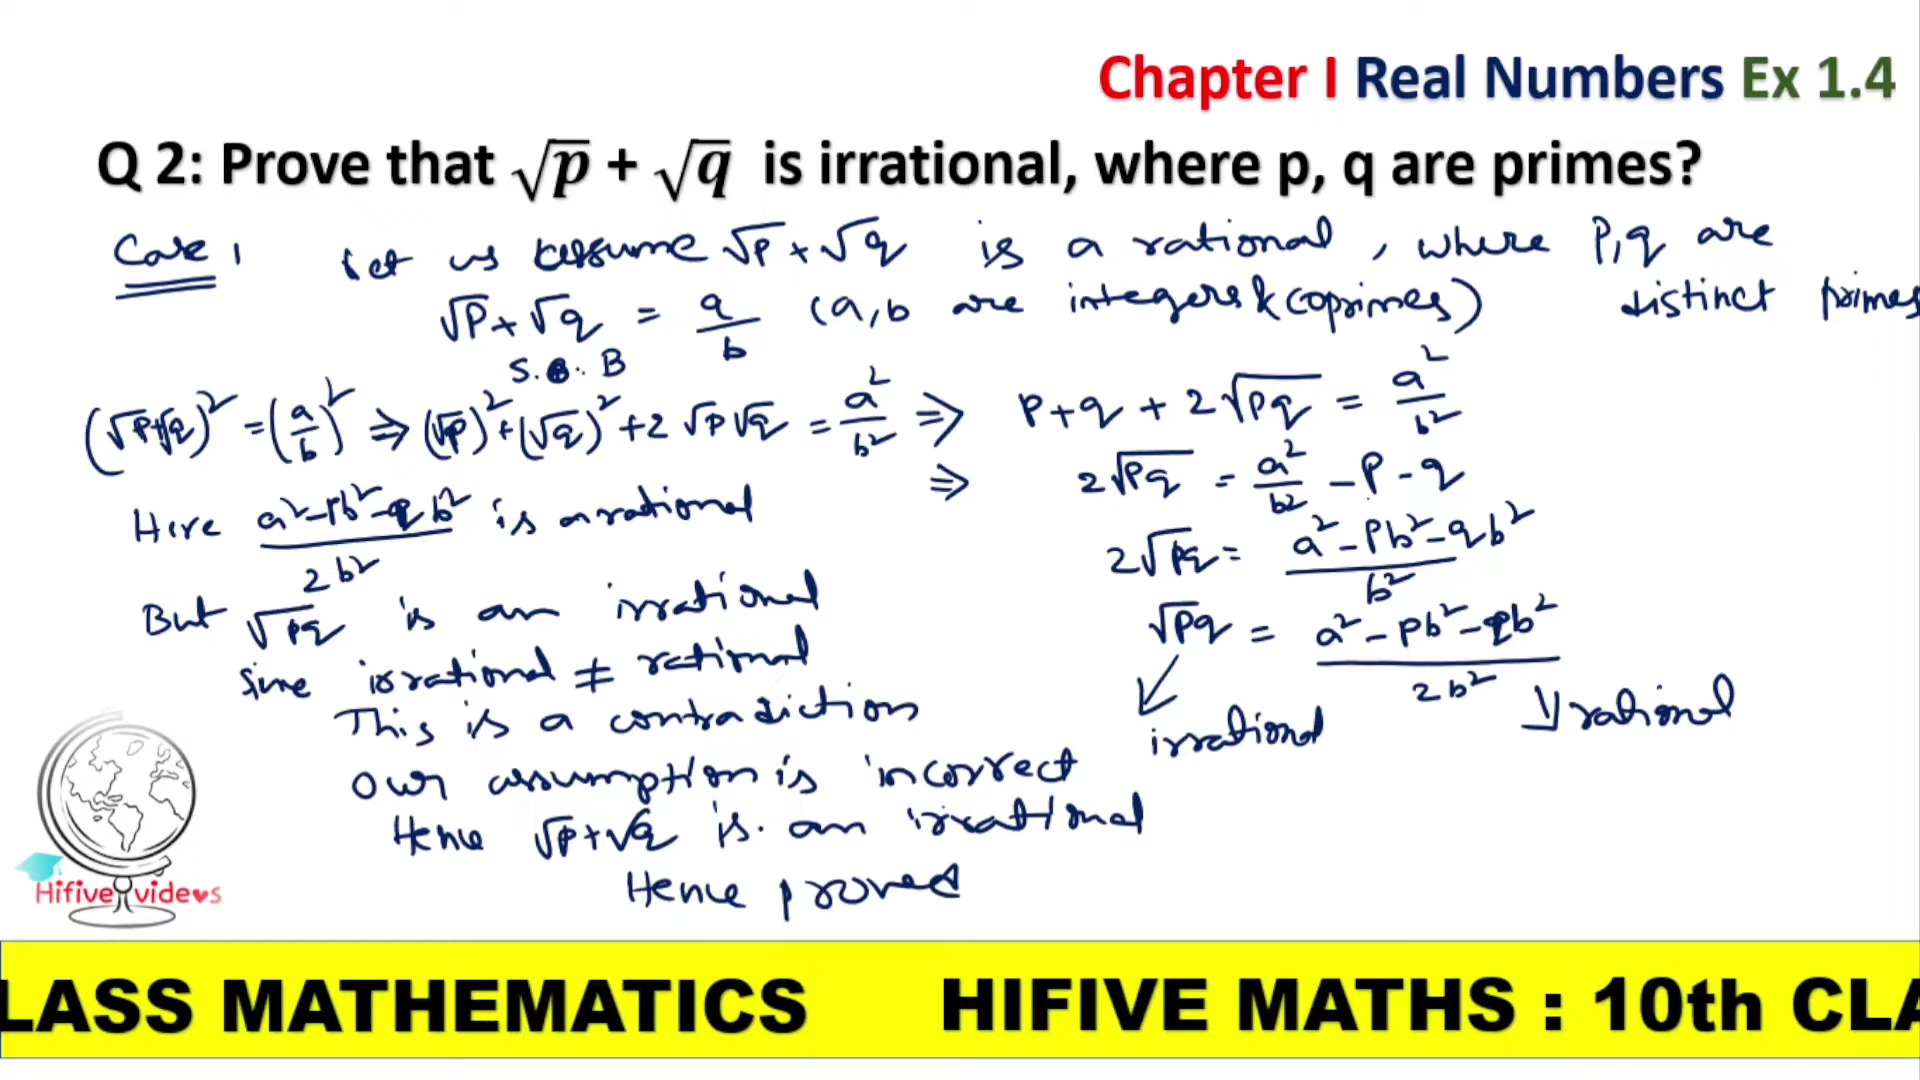 Chapter I Real Numbers Ex 1.4
Q 2: Prove that √p + √q is irrational, where p, q are primes?
Case 1 Let us assume √p + √q is a rational, where P,q are distinct primes
√p + √q = a/b (a,b are integers & coprimes)
S. O. B
(√p+√q)² = (a/b)² ⇒ (√p)² + (√q)² + 2 √p √q = a²/b² ⇒ p+q + 2√pq = a²/b²
⇒ 2√pq = a²/b² - p - q
Here (a²-pb²-qb²)/2b² is a rational
2√pq = (a² - pb² - qb²)/b²
But √pq is an irrational
√pq = (a² - pb² - qb²)/2b²
irrational
rational
Sine irrational ≠ rational
This is a contradiction
Our assumption is incorrect
Hence √p+√q is an irrational
Hence proved
Hifive videos
LASS MATHEMATICS HIFIVE MATHS : 10th CLA